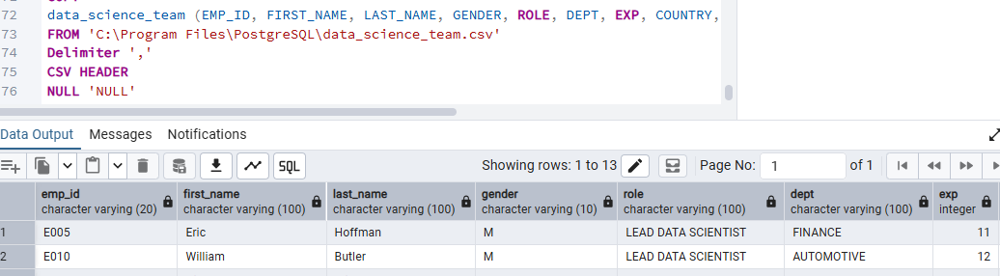 72 data_science_team (EMP_ID, FIRST_NAME, LAST_NAME, GENDER, ROLE, DEPT, EXP, COUNTRY,
73 FROM 'C:\Program Files\PostgreSQL\data_science_team.csv'
74 Delimiter ','
75 CSV HEADER
76 NULL 'NULL'
Data Output Messages Notifications
SQL Showing rows: 1 to 13 Page No: 1 of 1
emp_id first_name last_name gender role dept exp
character varying (20) character varying (100) character varying (100) character varying (10) character varying (100) character varying (100) integer
1 E005 Eric Hoffman M LEAD DATA SCIENTIST FINANCE 11
2 E010 William Butler M LEAD DATA SCIENTIST AUTOMOTIVE 12